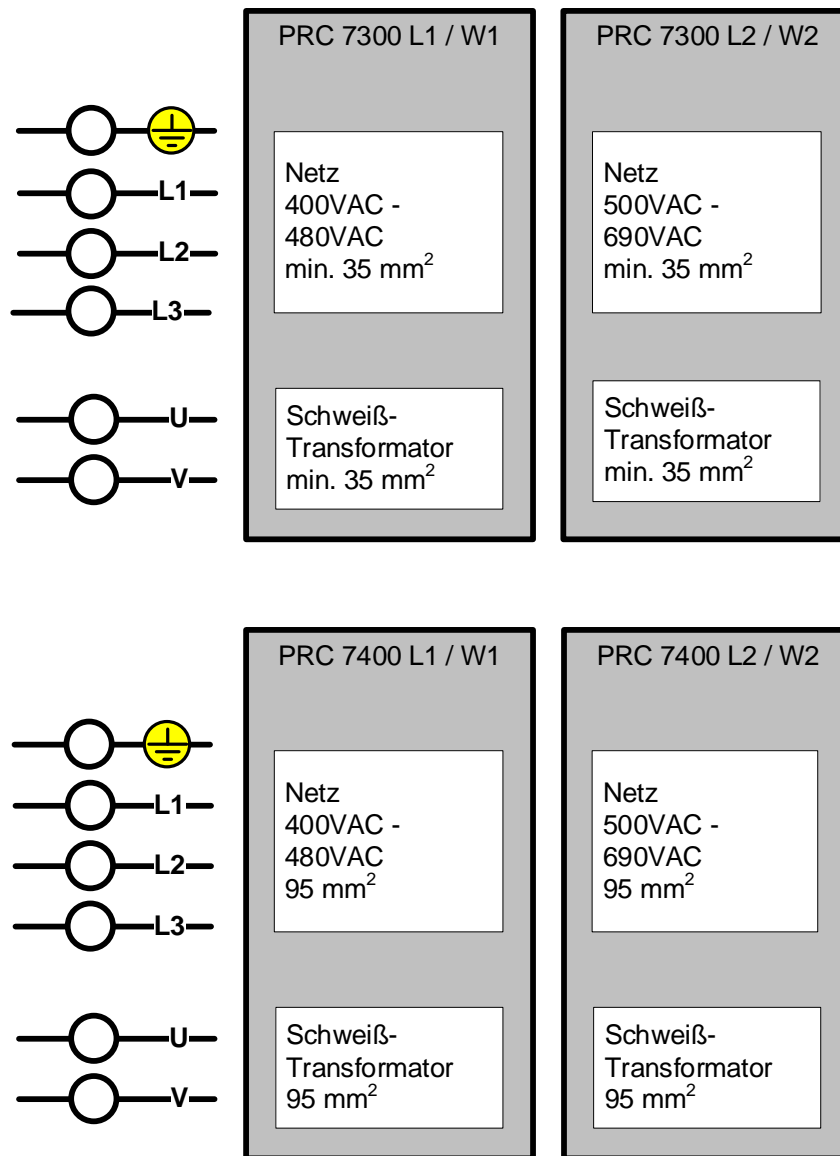 PRC 7300 L1 / W1
PRC 7300 L2 / W2
L1
L2
L3
U
V
Netz
400VAC -
480VAC
min. 35 mm²
Schweiß-
Transformator
min. 35 mm²
Netz
500VAC -
690VAC
min. 35 mm²
Schweiß-
Transformator
min. 35 mm²
PRC 7400 L1 / W1
PRC 7400 L2 / W2
L1
L2
L3
U
V
Netz
400VAC -
480VAC
95 mm²
Schweiß-
Transformator
95 mm²
Netz
500VAC -
690VAC
95 mm²
Schweiß-
Transformator
95 mm²